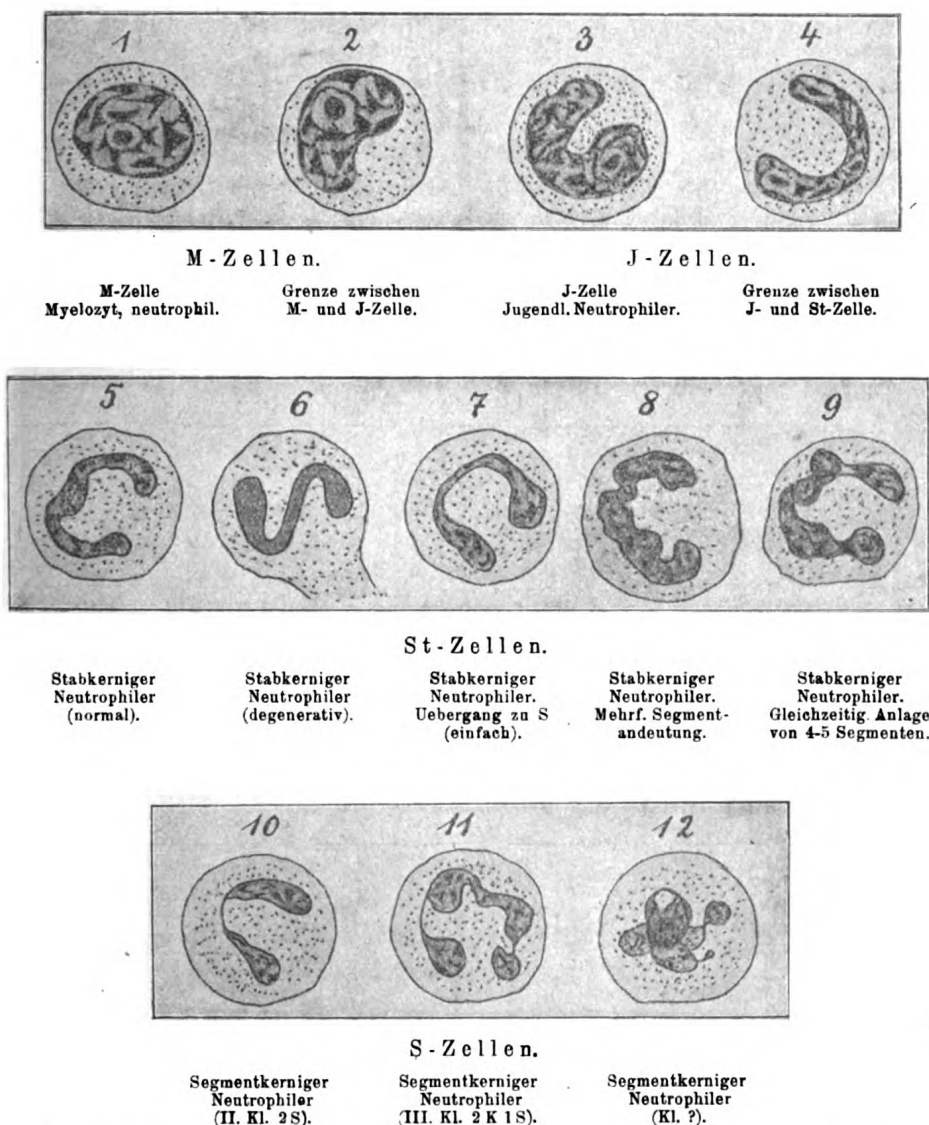 1 2 3 4
M-Zellen. J-Zellen.
M-Zelle Grenze zwischen J-Zelle Grenze zwischen
Myelozyt, neutrophil. M- und J-Zelle. Jugendl. Neutrophiler. J- und St-Zelle.
5 6 7 8 9
St-Zellen.
Stabkerniger Stabkerniger Stabkerniger Stabkerniger Stabkerniger
Neutrophiler Neutrophiler Neutrophiler. Neutrophiler. Neutrophiler.
(normal). (degenerativ). Uebergang zu S Mehrf. Segment- Gleichzeitig. Anlage
(einfach). andeutung. von 4-5 Segmenten.
10 11 12
S-Zellen.
Segmentkerniger Segmentkerniger Segmentkerniger
Neutrophiler Neutrophiler Neutrophiler
(II. Kl. 2 S). (III. Kl. 2 K 1 S). (Kl. ?).